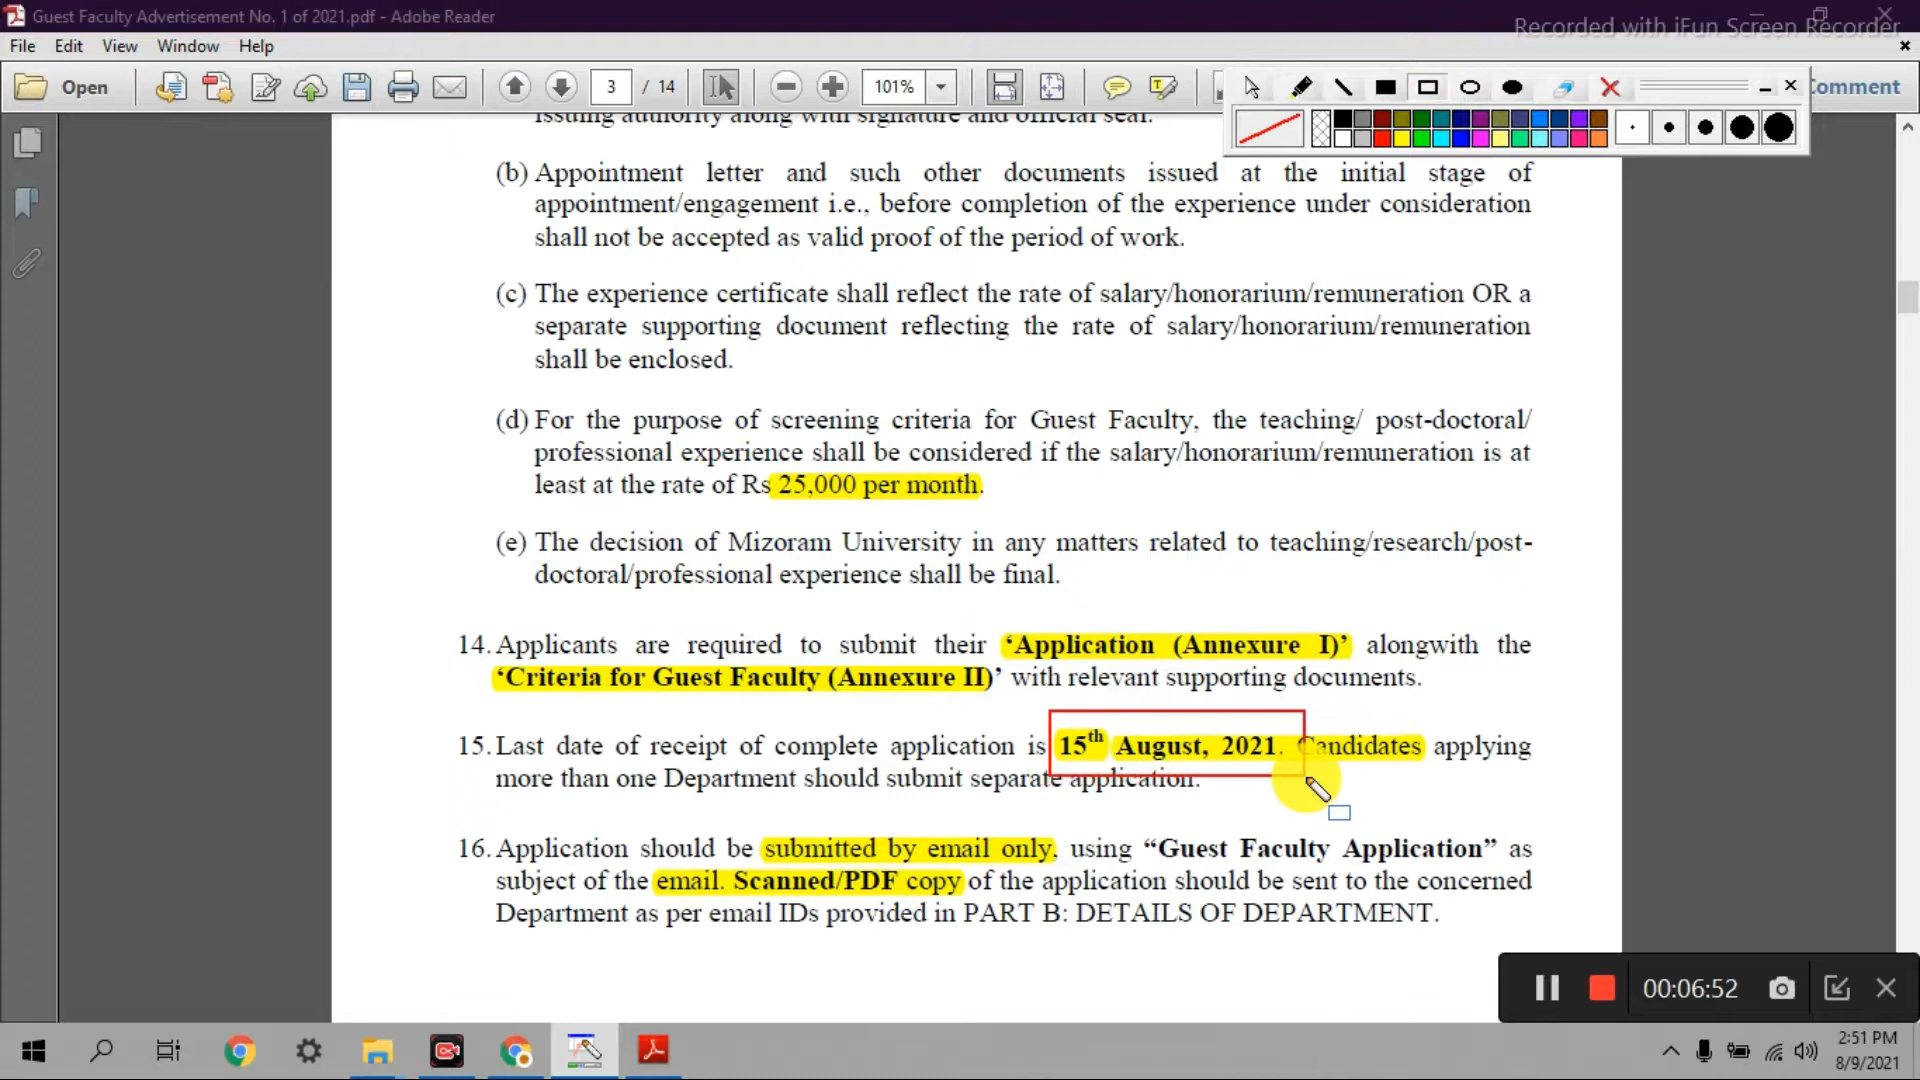 Guest Faculty Advertisement No. 1 of 2021.pdf - Adobe Reader
Recorded with iFun Screen Recorder
File Edit View Window Help
Open 3 / 14 101% Comment
issuing authority along with signature and official seal.
(b) Appointment letter and such other documents issued at the initial stage of
appointment/engagement i.e., before completion of the experience under consideration
shall not be accepted as valid proof of the period of work.
(c) The experience certificate shall reflect the rate of salary/honorarium/remuneration OR a
separate supporting document reflecting the rate of salary/honorarium/remuneration
shall be enclosed.
(d) For the purpose of screening criteria for Guest Faculty, the teaching/ post-doctoral/
professional experience shall be considered if the salary/honorarium/remuneration is at
least at the rate of Rs 25,000 per month.
(e) The decision of Mizoram University in any matters related to teaching/research/post-
doctoral/professional experience shall be final.
14. Applicants are required to submit their ‘Application (Annexure I)’ alongwith the
‘Criteria for Guest Faculty (Annexure II)’ with relevant supporting documents.
15. Last date of receipt of complete application is 15th August, 2021. Candidates applying
more than one Department should submit separate application.
16. Application should be submitted by email only, using “Guest Faculty Application” as
subject of the email. Scanned/PDF copy of the application should be sent to the concerned
Department as per email IDs provided in PART B: DETAILS OF DEPARTMENT.
00:06:52
2:51 PM
8/9/2021